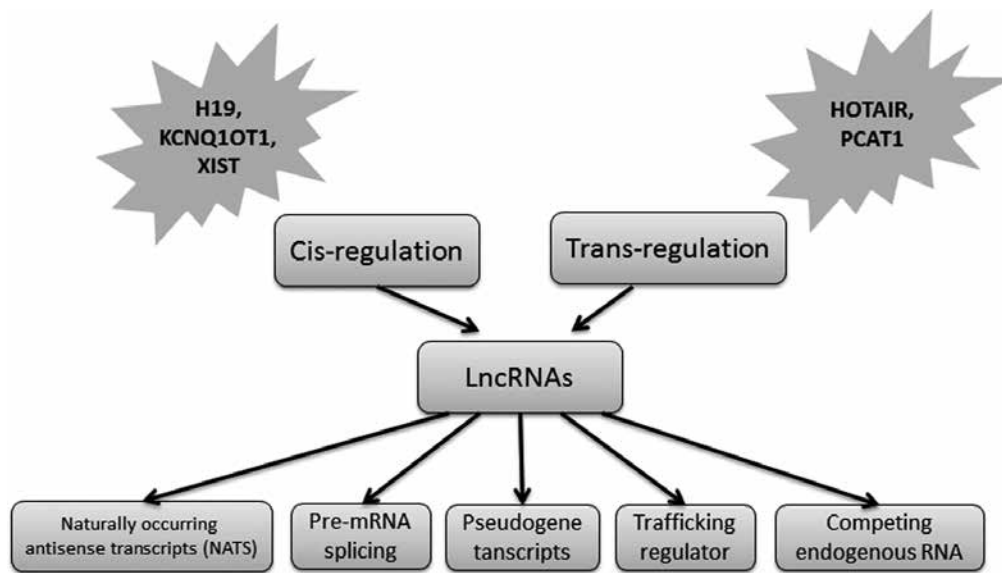 H19,
KCNQ1OT1,
XIST
HOTAIR,
PCAT1
Cis-regulation
Trans-regulation
LncRNAs
Naturally occurring
antisense transcripts (NATS)
Pre-mRNA
splicing
Pseudogene
tanscripts
Trafficking
regulator
Competing
endogenous RNA